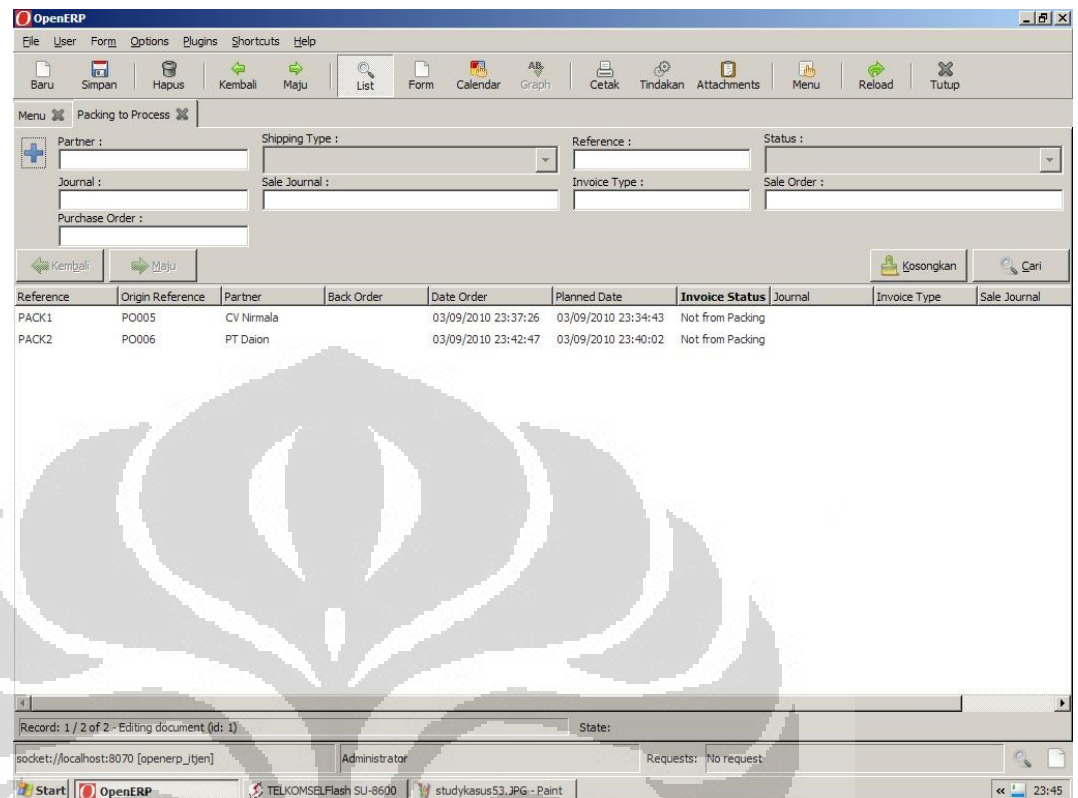 OpenERP
File User Form Options Plugins Shortcuts Help
Baru Simpan Hapus Kembali Maju List Form Calendar Graph Cetak Tindakan Attachments Menu Reload Tutup
Menu Packing to Process
Partner : Shipping Type : Reference : Status :
Journal : Sale Journal : Invoice Type : Sale Order :
Purchase Order :
Kembali Maju Kosongkan Cari
Reference Origin Reference Partner Back Order Date Order Planned Date Invoice Status Journal Invoice Type Sale Journal
PACK1 PO005 CV Nirmala 03/09/2010 23:37:26 03/09/2010 23:34:43 Not from Packing
PACK2 PO006 PT Daion 03/09/2010 23:42:47 03/09/2010 23:40:02 Not from Packing
Record: 1 / 2 of 2 - Editing document (id: 1) State:
socket://localhost:8070 [openerp_itjen] Administrator Requests: No request
Start OpenERP TELKOMSELFlash SU-8600 studykasus53.JPG - Paint « 23:45